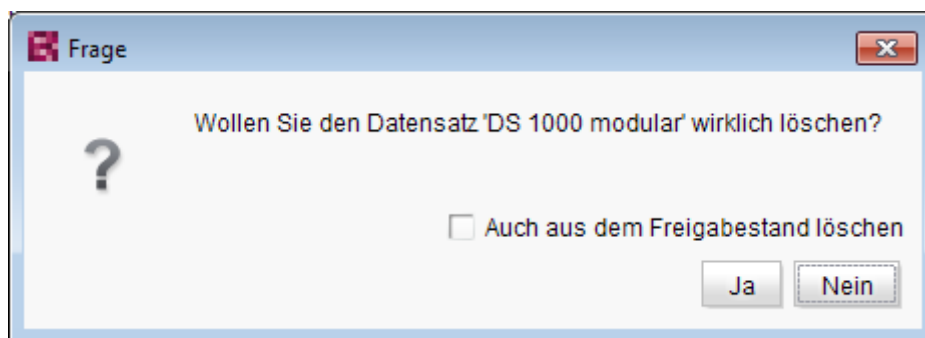 Frage
Wollen Sie den Datensatz 'DS 1000 modular' wirklich löschen?
?
Auch aus dem Freigabestand löschen
Ja
Nein